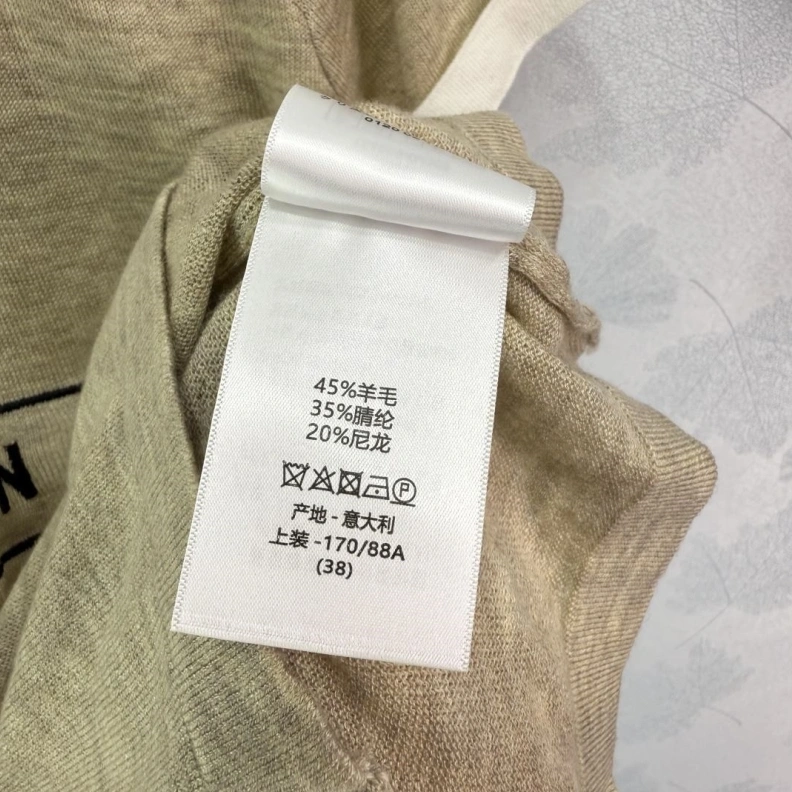 45%羊毛
35%腈纶
20%尼龙
P
产地 - 意大利
上装 -170/88A
(38)
N